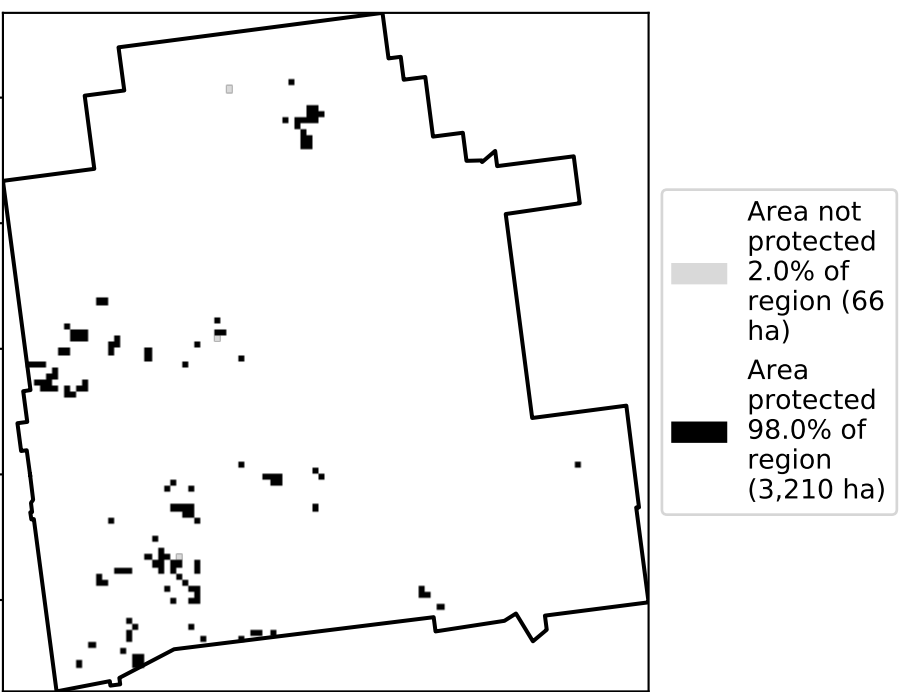 Area not
protected
2.0% of
region (66
ha)
Area
protected
98.0% of
region
(3,210 ha)